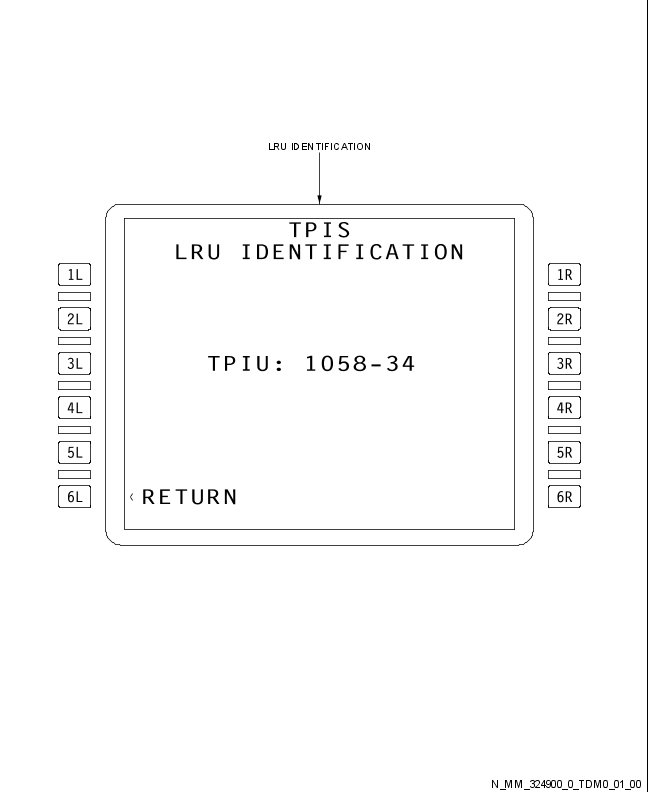 LRU IDENTIFICATION
TPIS
LRU IDENTIFICATION
1L
1R
2L
2R
TPIU: 1058-34
3L
3R
4L
4R
5L
5R
6L
<RETURN
6R
N_MM_324900_0_TDM0_01_00